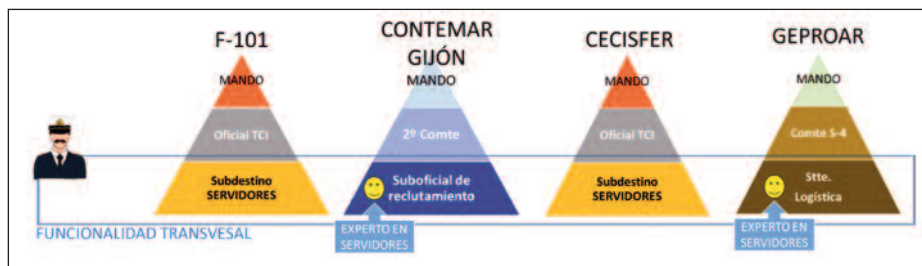 F-101
MANDO
Oficial TCI
Subdestino
SERVIDORES
CONTEMAR
GIJÓN
MANDO
2º Comte
Suboficial de
reclutamiento
EXPERTO EN
SERVIDORES
CECISFER
MANDO
Oficial TCI
Subdestino
SERVIDORES
GEPROAR
MANDO
Comte S-4
Stte.
Logística
EXPERTO EN
SERVIDORES
FUNCIONALIDAD TRANSVESAL